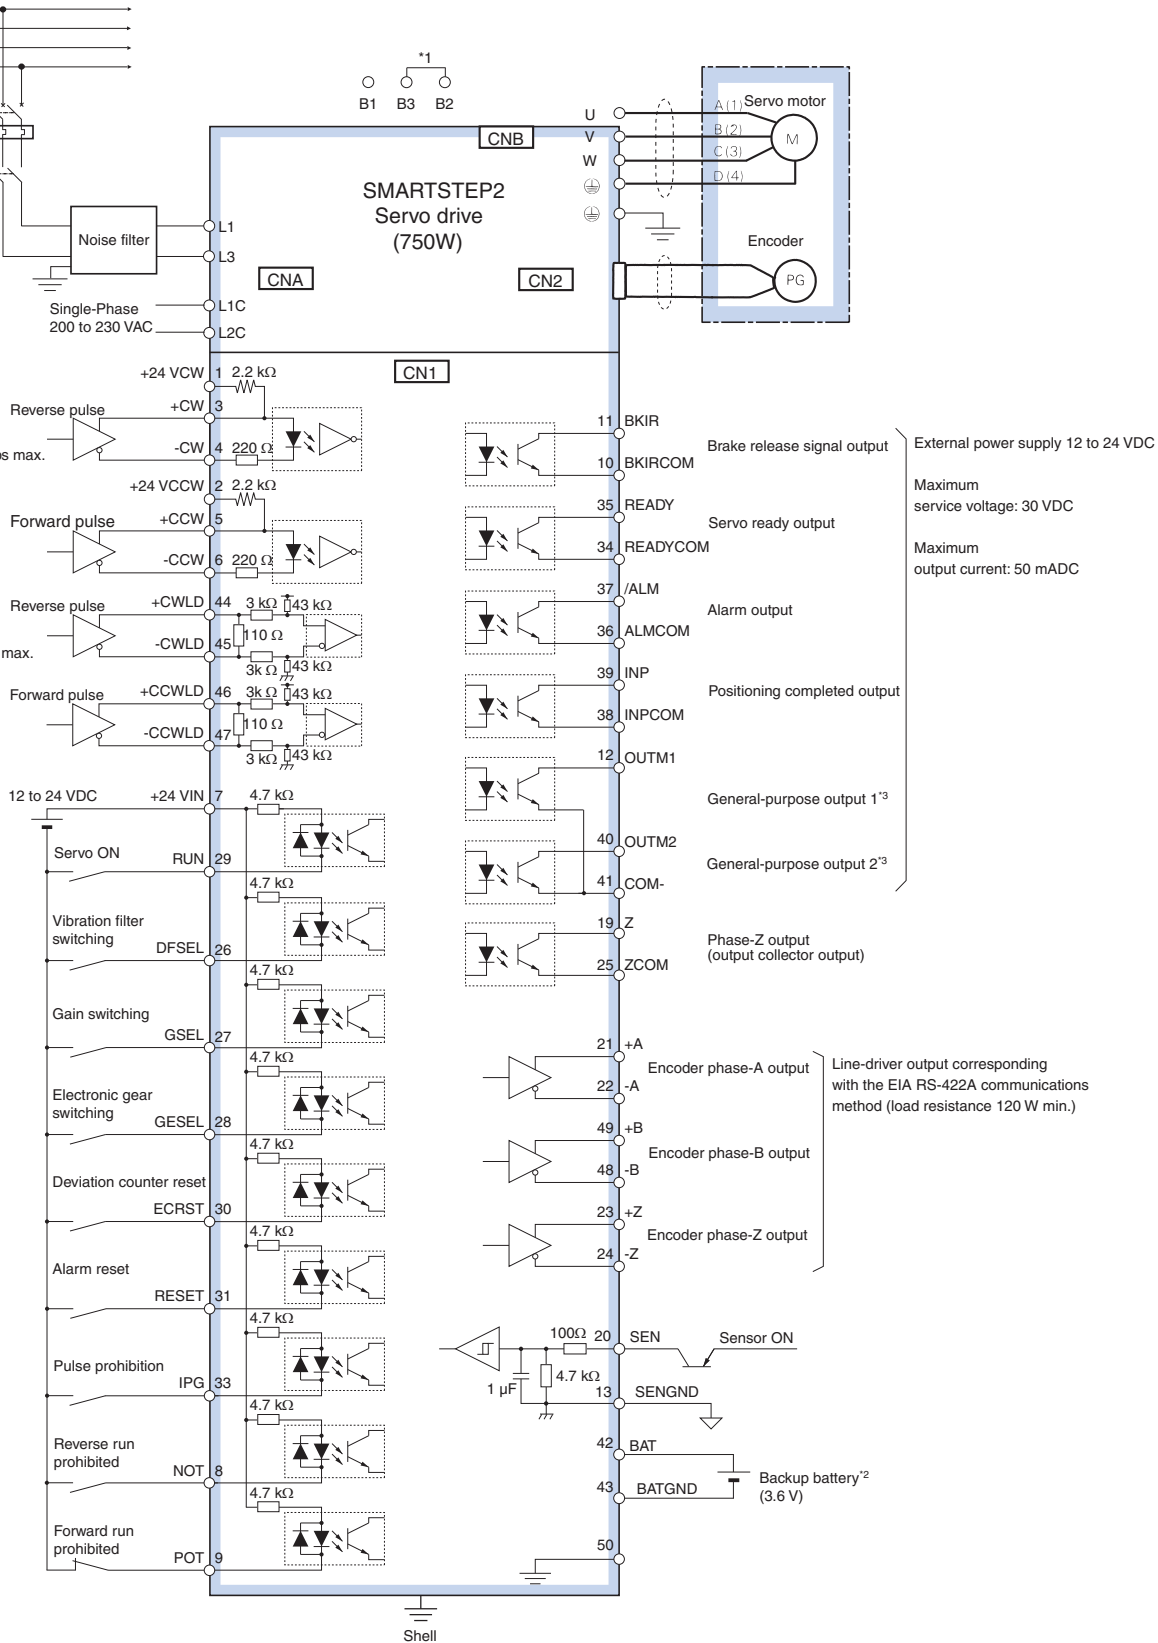 *1
B1 B3 B2
CNB
U
V
W
A (1)
B (2)
C (3)
D (4)
Servo motor
M
SMARTSTEP2
Servo drive
(750W)
Noise filter
L1
L3
CNA
CN2
Encoder
PG
Single-Phase
200 to 230 VAC
L1C
L2C
CN1
+24 VCW 1 2.2 kΩ
Reverse pulse
+CW 3
-CW 4 220 Ω
max.
+24 VCCW 2 2.2 kΩ
Forward pulse
+CCW 5
-CCW 6 220 Ω
Reverse pulse
+CWLD 44 3 kΩ 43 kΩ
110 Ω
-CWLD 45
max.
3k Ω 43 kΩ
Forward pulse
+CCWLD 46 3k Ω 43 kΩ
110 Ω
-CCWLD 47
3 kΩ 43 kΩ
12 to 24 VDC
+24 VIN 7 4.7 kΩ
Servo ON
RUN 29
4.7 kΩ
Vibration filter
switching
DFSEL 26
4.7 kΩ
Gain switching
GSEL 27
4.7 kΩ
Electronic gear
switching
GESEL 28
4.7 kΩ
Deviation counter reset
ECRST 30
4.7 kΩ
Alarm reset
RESET 31
4.7 kΩ
Pulse prohibition
IPG 33
4.7 kΩ
Reverse run
prohibited
NOT 8
4.7 kΩ
Forward run
prohibited
POT 9
11 BKIR
Brake release signal output
10 BKIRCOM
35 READY
Servo ready output
34 READYCOM
37 /ALM
Alarm output
36 ALMCOM
39 INP
Positioning completed output
38 INPCOM
12 OUTM1
General-purpose output 1*3
40 OUTM2
General-purpose output 2*3
41 COM-
External power supply 12 to 24 VDC
Maximum
service voltage: 30 VDC
Maximum
output current: 50 mADC
19 Z
Phase-Z output
(output collector output)
25 ZCOM
21 +A
Encoder phase-A output
22 -A
49 +B
Encoder phase-B output
48 -B
23 +Z
Encoder phase-Z output
24 -Z
Line-driver output corresponding
with the EIA RS-422A communications
method (load resistance 120 W min.)
100Ω 20 SEN
Sensor ON
1 µF
4.7 kΩ
13 SENGND
42 BAT
Backup battery*2
(3.6 V)
43 BATGND
50
Shell